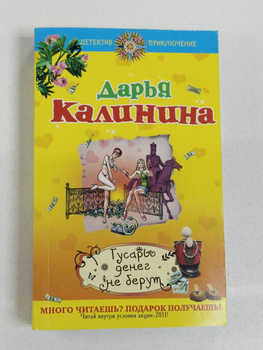 ДЕТЕКТИВ ПРИКЛЮЧЕНИЕ
Дарья
Калинина
Гусары
денег
не берут
МНОГО ЧИТАЕШЬ? ПОДАРОК ПОЛУЧАЕШЬ!
Читай внутри условия акции-2011!